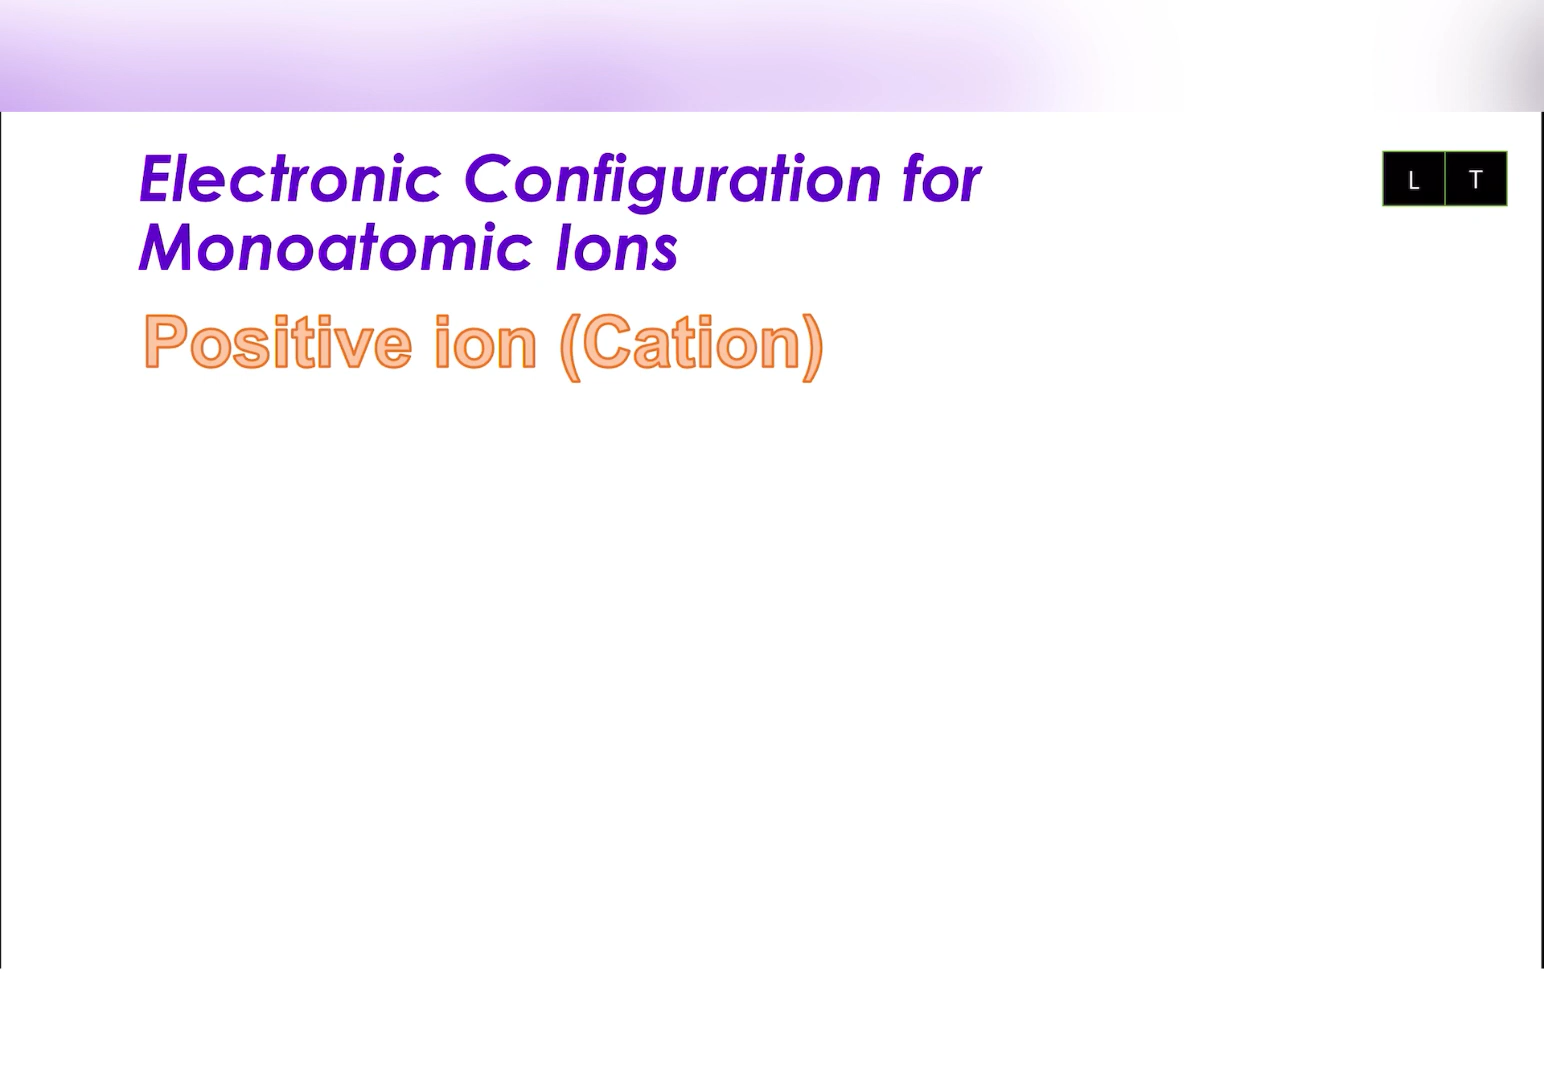 Electronic Configuration for
Monoatomic Ions
L T
Positive ion (Cation)